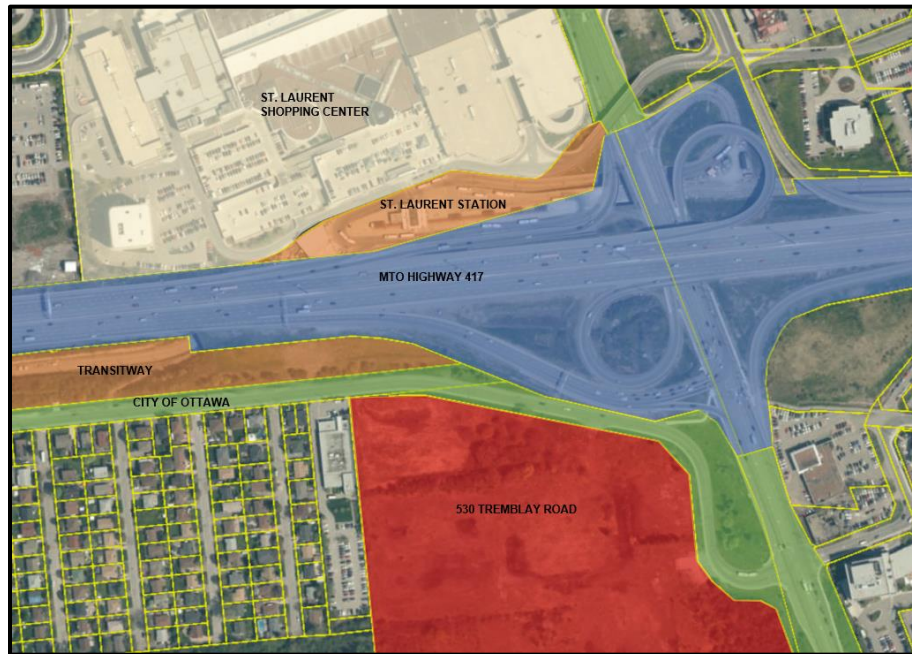 ST. LAURENT
SHOPPING CENTER
ST. LAURENT STATION
MTO HIGHWAY 417
TRANSITWAY
CITY OF OTTAWA
530 TREMBLAY ROAD